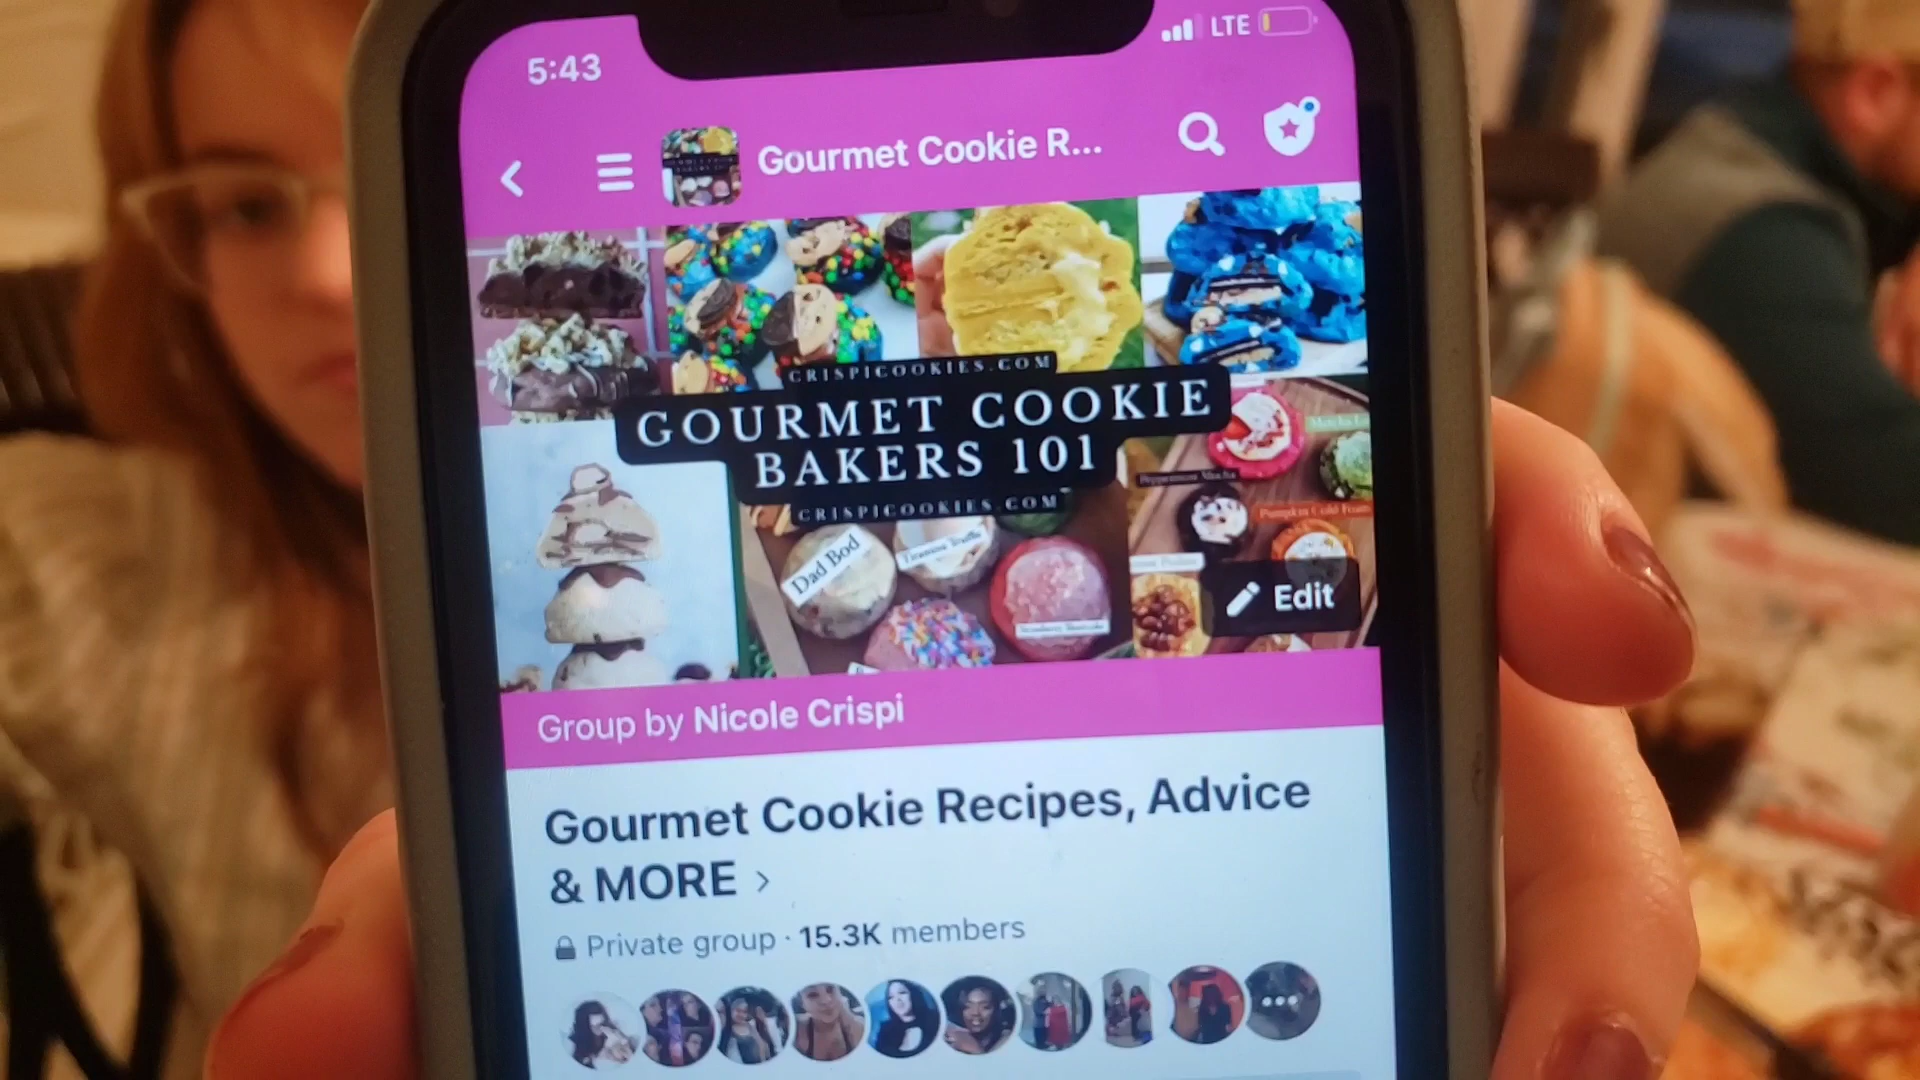 5:43
LTE
Gourmet Cookie R...
CRISPICOOKIES.COM
GOURMET COOKIE
BAKERS 101
CRISPICOOKIES.COM
Dad Bod
Edit
Group by Nicole Crispi
Gourmet Cookie Recipes, Advice
& MORE >
Private group · 15.3K members